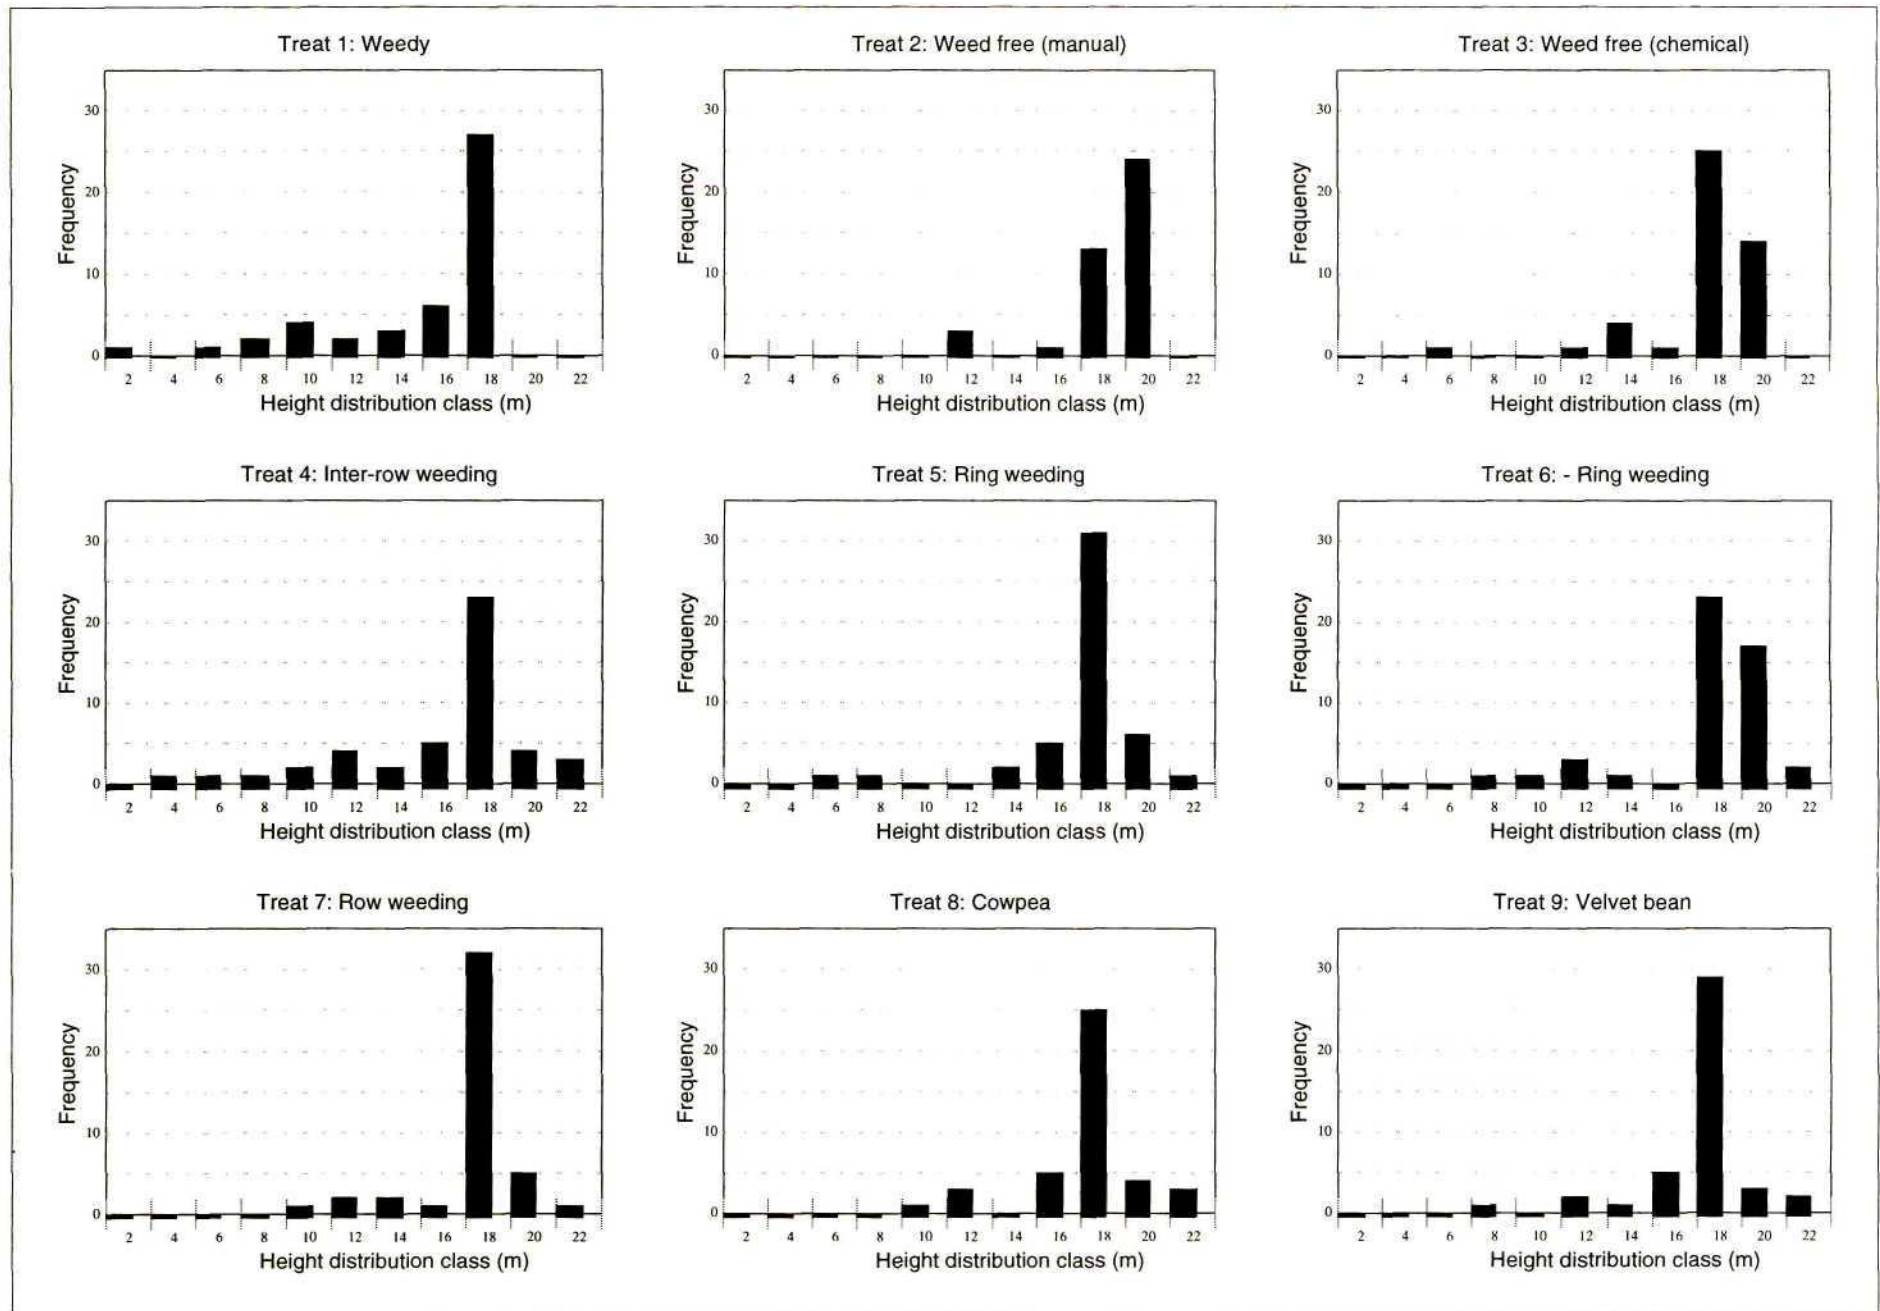 Treat 1: Weedy
30
20
10
0
Frequency
2 4 6 8 10 12 14 16 18 20 22
Height distribution class (m)
Treat 2: Weed free (manual)
30
20
10
0
Frequency
2 4 6 8 10 12 14 16 18 20 22
Height distribution class (m)
Treat 3: Weed free (chemical)
30
20
10
0
Frequency
2 4 6 8 10 12 14 16 18 20 22
Height distribution class (m)
Treat 4: Inter-row weeding
30
20
10
0
Frequency
2 4 6 8 10 12 14 16 18 20 22
Height distribution class (m)
Treat 5: Ring weeding
30
20
10
0
Frequency
2 4 6 8 10 12 14 16 18 20 22
Height distribution class (m)
Treat 6: - Ring weeding
30
20
10
0
Frequency
2 4 6 8 10 12 14 16 18 20 22
Height distribution class (m)
Treat 7: Row weeding
30
20
10
0
Frequency
2 4 6 8 10 12 14 16 18 20 22
Height distribution class (m)
Treat 8: Cowpea
30
20
10
0
Frequency
2 4 6 8 10 12 14 16 18 20 22
Height distribution class (m)
Treat 9: Velvet bean
30
20
10
0
Frequency
2 4 6 8 10 12 14 16 18 20 22
Height distribution class (m)